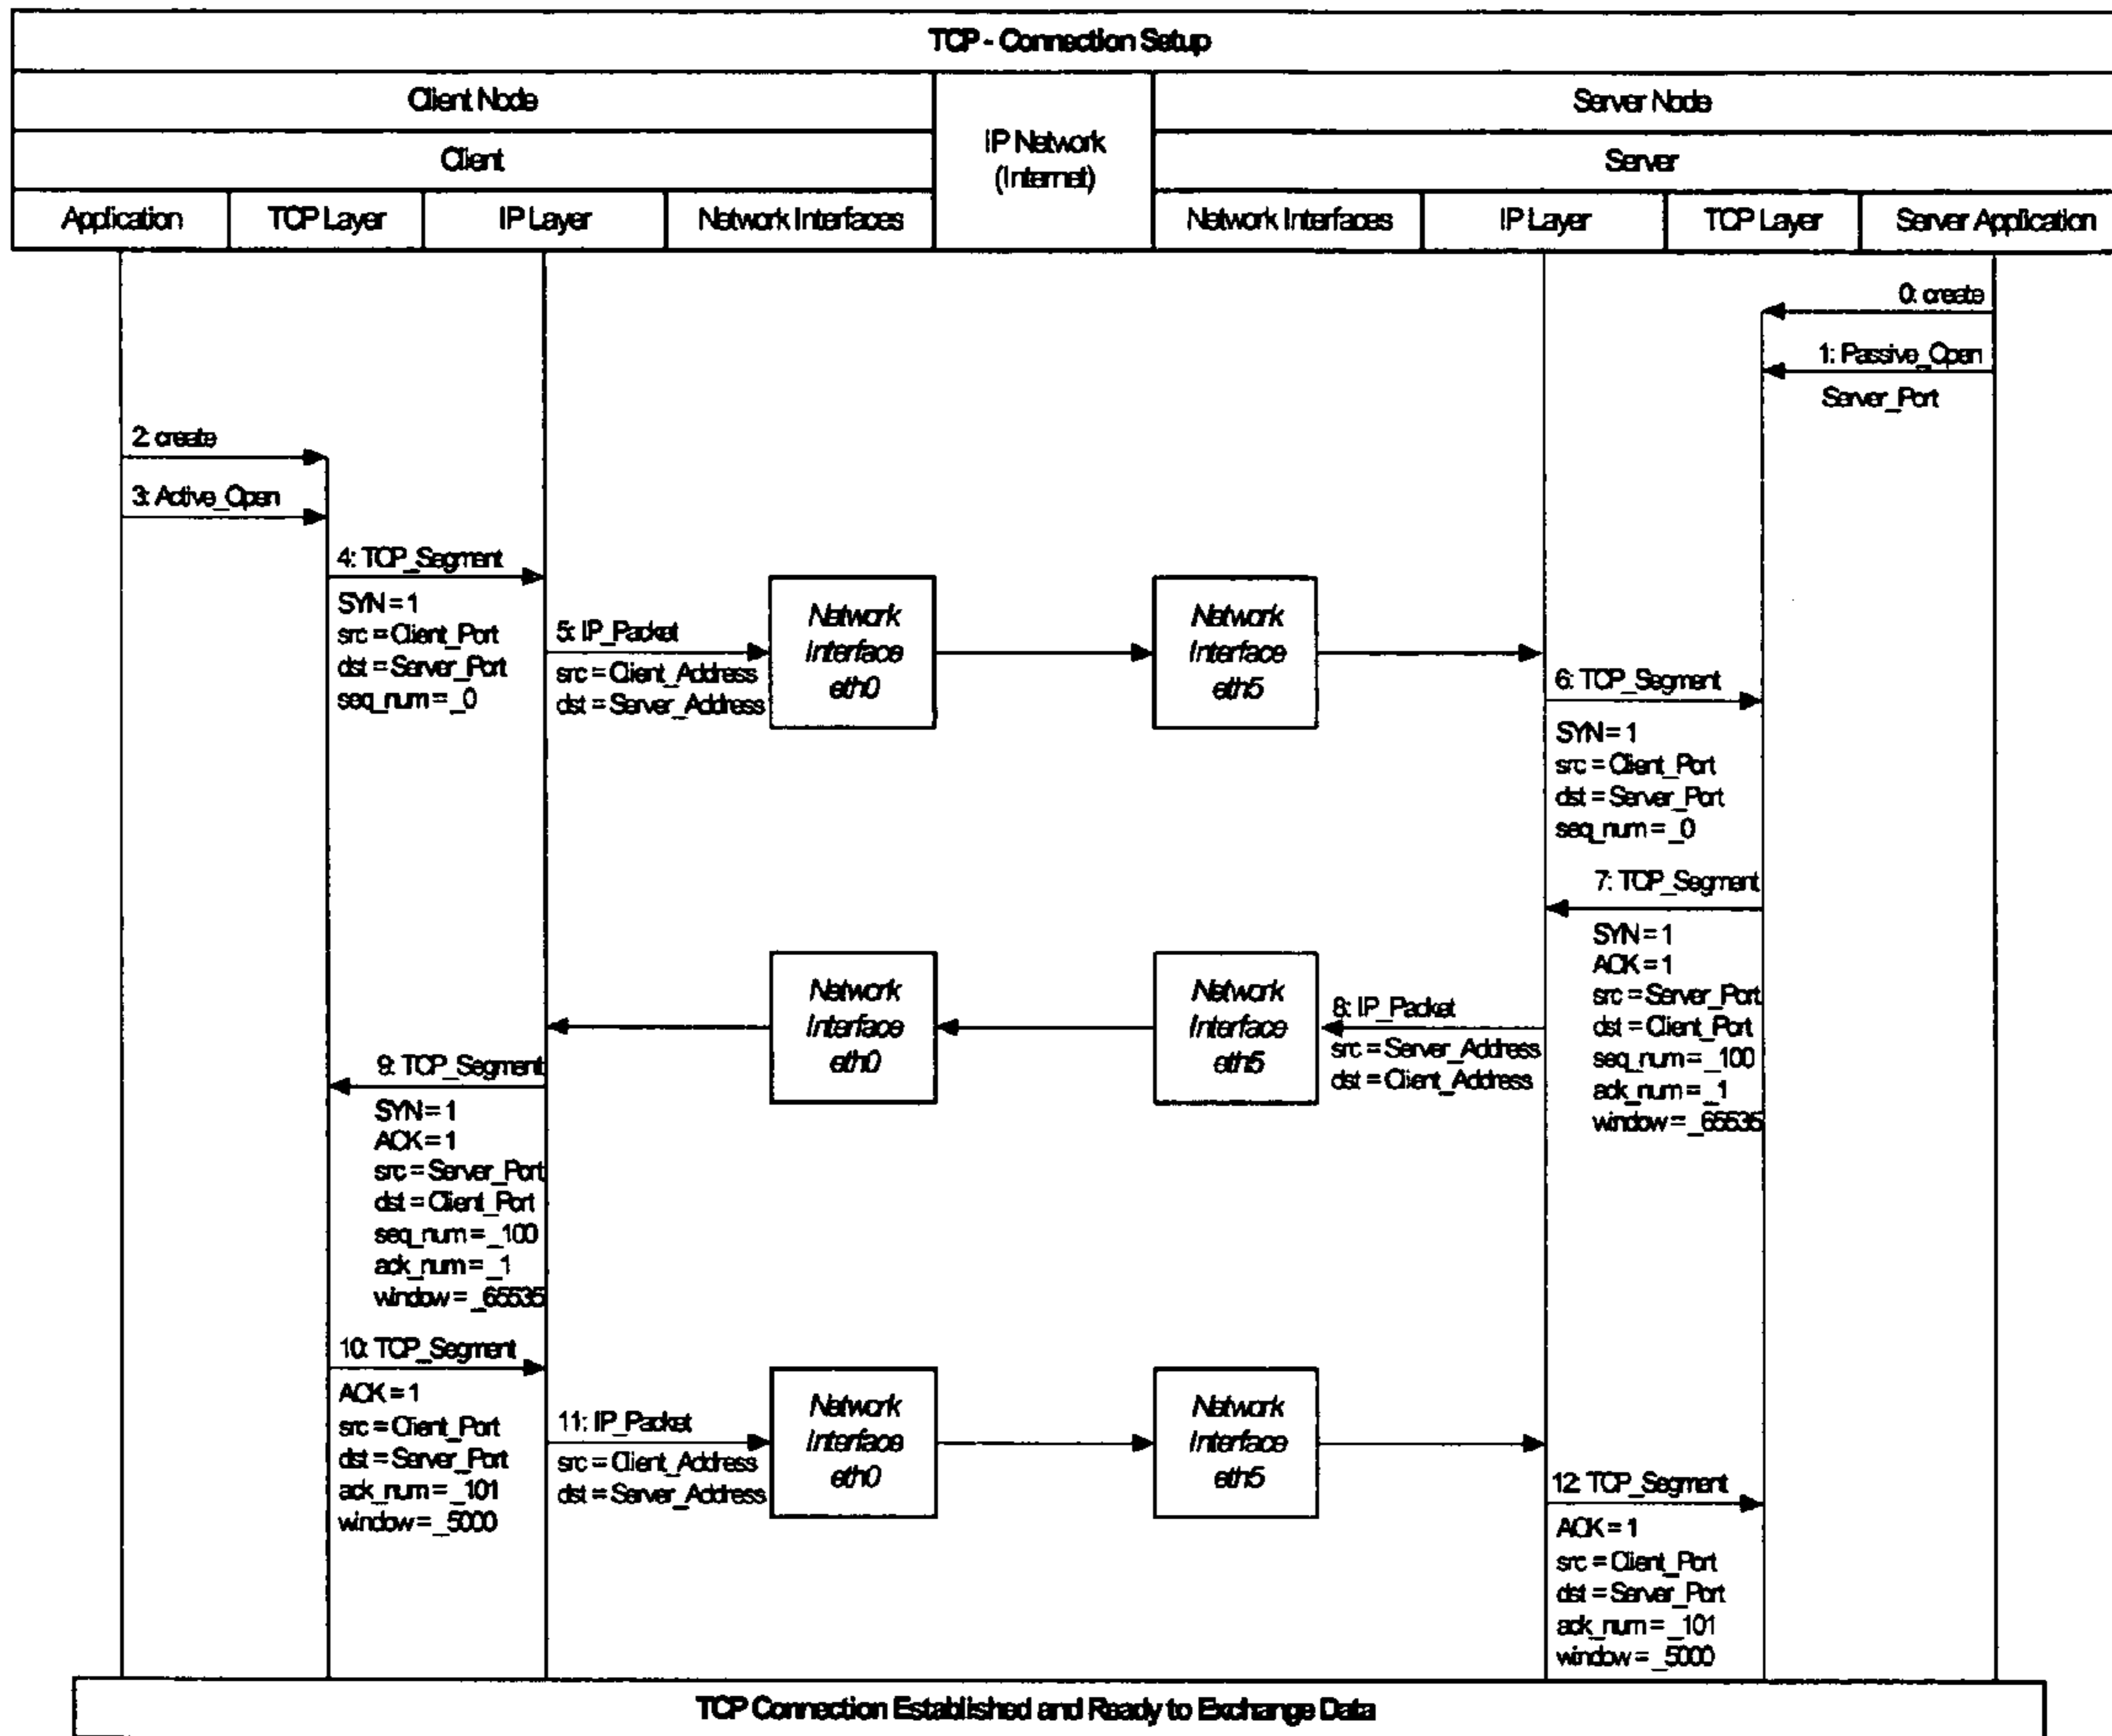 TCP - Connection Setup
Client Node
IP Network
(Internet)
Server Node
Client
Server
Application
TCP Layer
IP Layer
Network Interfaces
Network Interfaces
IP Layer
TCP Layer
Server Application
0: create
1: Passive_Open
Server_Port
2: create
3: Active_Open
4: TCP_Segment
SYN = 1
src = Client_Port
dst = Server_Port
seq_num = _0
5: IP_Packet
src = Client_Address
dst = Server_Address
Network
Interface
eth0
Network
Interface
eth5
6: TCP_Segment
SYN = 1
src = Client_Port
dst = Server_Port
seq_num = _0
7: TCP_Segment
SYN = 1
ACK = 1
src = Server_Port
dst = Client_Port
seq_num = _100
ack_num = _1
window = _65535
8: IP_Packet
src = Server_Address
dst = Client_Address
Network
Interface
eth5
Network
Interface
eth0
9: TCP_Segment
SYN = 1
ACK = 1
src = Server_Port
dst = Client_Port
seq_num = _100
ack_num = _1
window = _65535
10: TCP_Segment
ACK = 1
src = Client_Port
dst = Server_Port
ack_num = _101
window = _5000
11: IP_Packet
src = Client_Address
dst = Server_Address
Network
Interface
eth0
Network
Interface
eth5
12: TCP_Segment
ACK = 1
src = Client_Port
dst = Server_Port
ack_num = _101
window = _5000
TCP Connection Established and Ready to Exchange Data